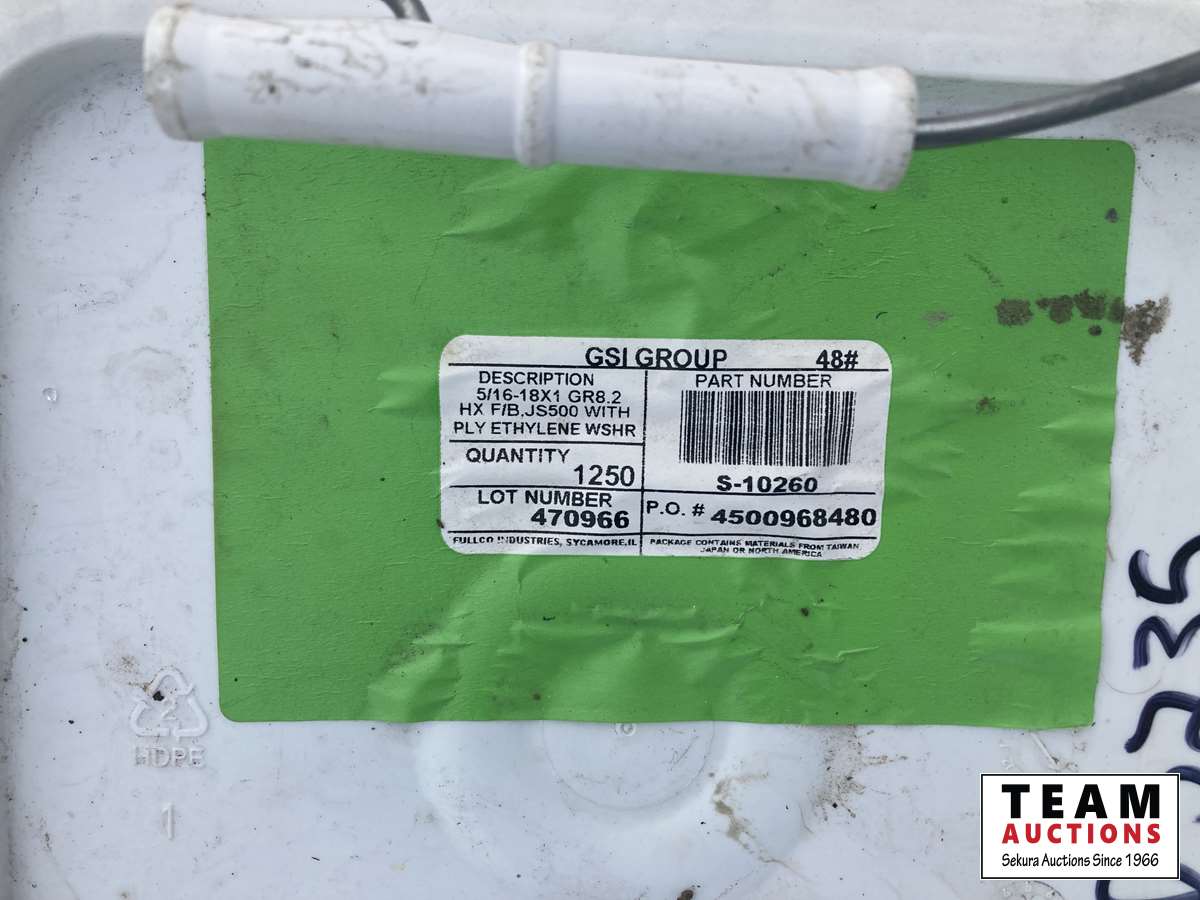 GSI GROUP 48#
DESCRIPTION
5/16-18X1 GR8.2
HX F/B,JS500 WITH
PLY ETHYLENE WSHR
QUANTITY
1250
LOT NUMBER
470966
FULLCO INDUSTRIES, SYCAMORE,IL
PART NUMBER
S-10260
P.O. # 4500968480
PACKAGE CONTAINS MATERIALS FROM TAIWAN
JAPAN OR NORTH AMERICA
2
HDPE
1
TEAM
AUCTIONS
Sekura Auctions Since 1966